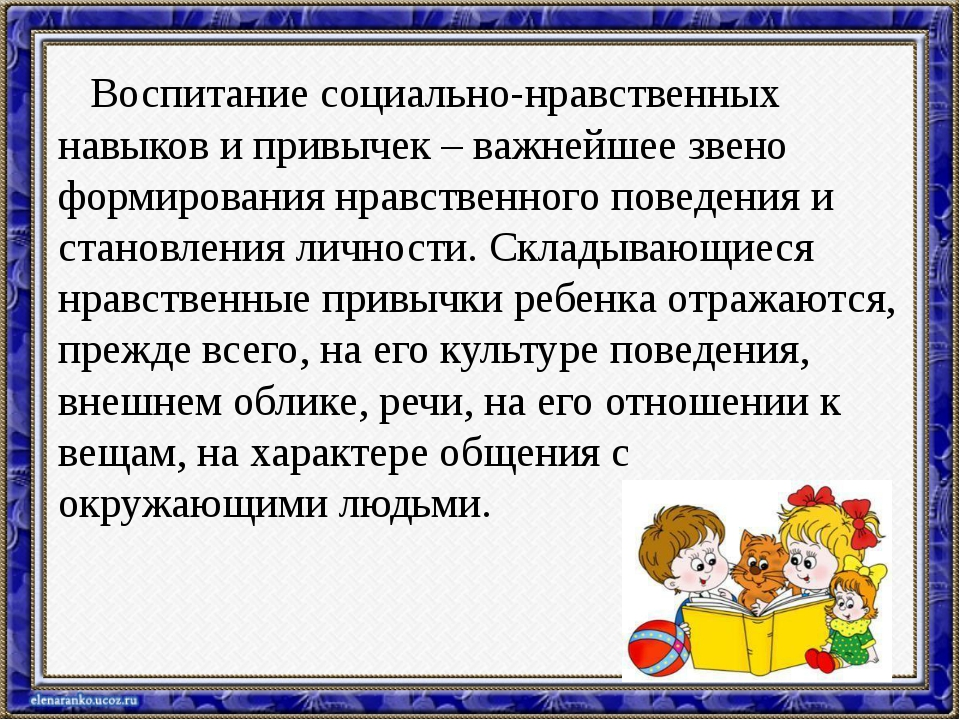 Воспитание социально-нравственных
навыков и привычек – важнейшее звено
формирования нравственного поведения и
становления личности. Складывающиеся
нравственные привычки ребенка отражаются,
прежде всего, на его культуре поведения,
внешнем облике, речи, на его отношении к
вещам, на характере общения с
окружающими людьми.
elenaranko.ucoz.ru